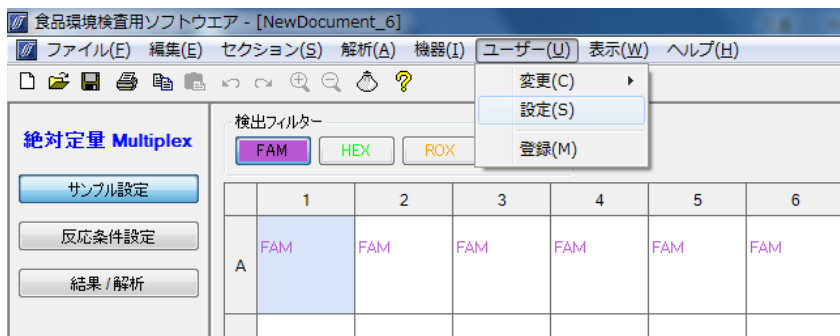 食品環境検査用ソフトウエア - [NewDocument_6]
ファイル(F) 編集(E) セクション(S) 解析(A) 機器(I) ユーザー(U) 表示(W) ヘルプ(H)
変更(C)
設定(S)
登録(M)
絶対定量 Multiplex
サンプル設定
反応条件設定
結果 / 解析
検出フィルター
FAM HEX ROX
1 2 3 4 5 6
A FAM FAM FAM FAM FAM FAM